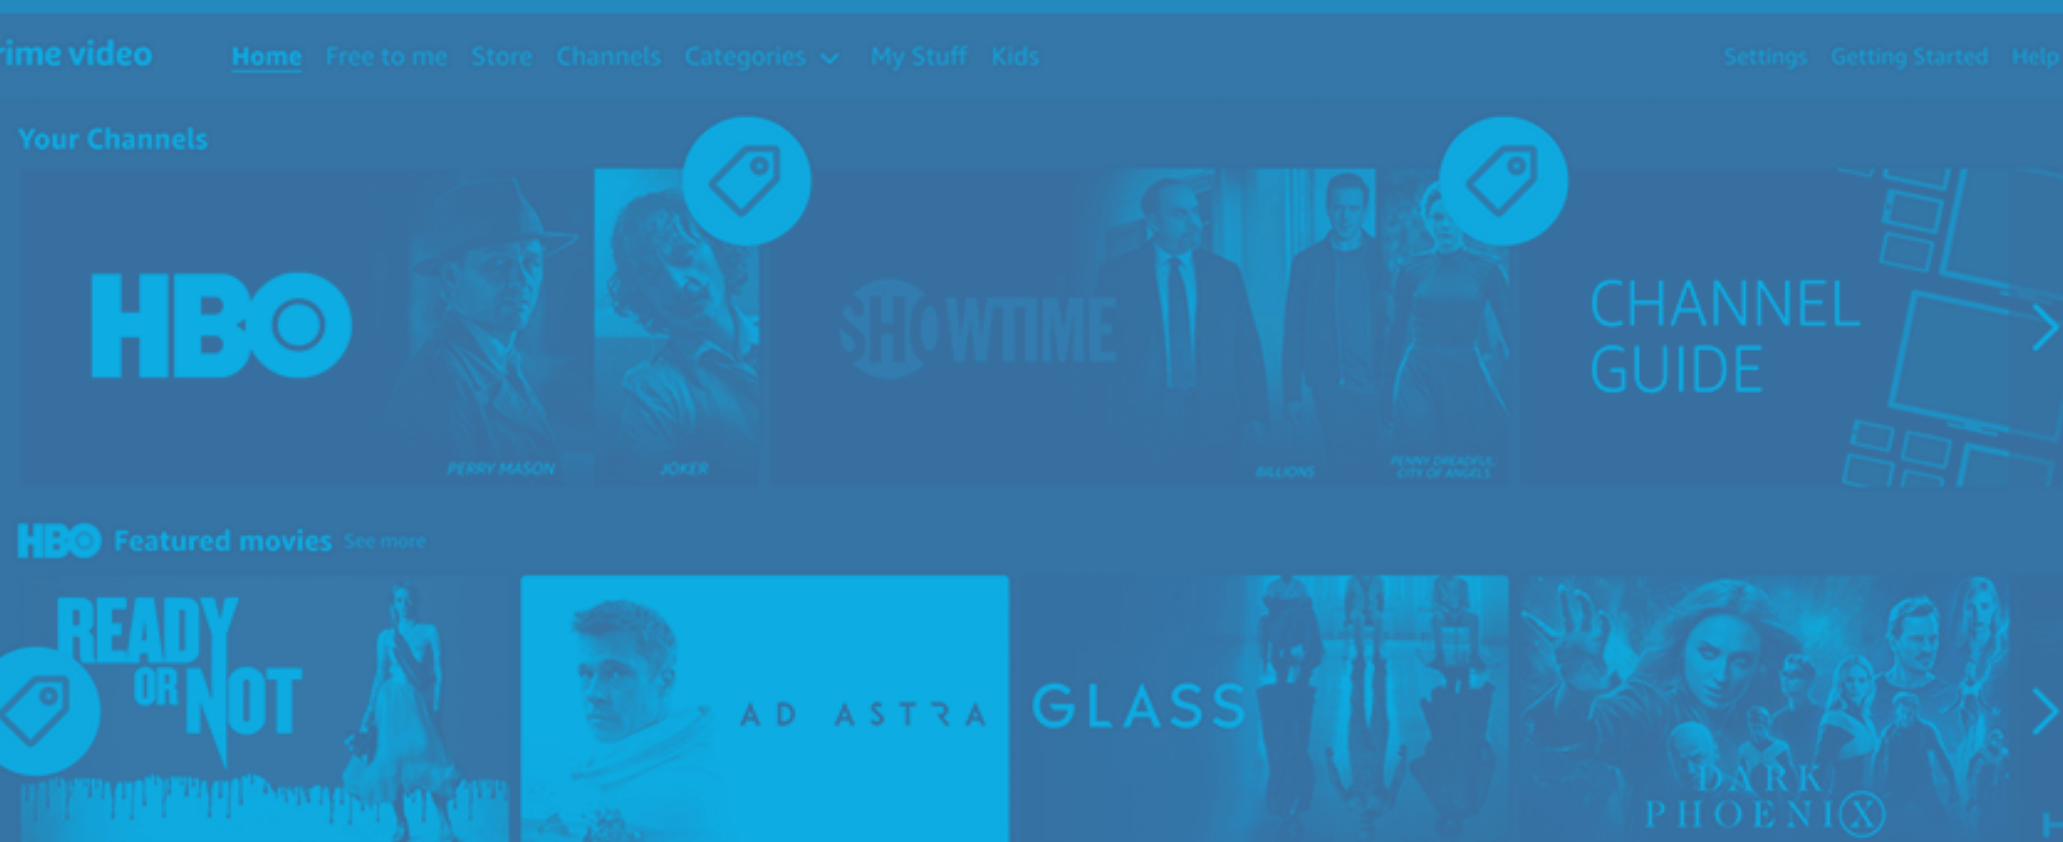 rime video Home Free to me Store Channels Categories My Stuff Kids Settings Getting Started Help
Your Channels
HBO
PERRY MASON
JOKER
SHOWTIME
BILLIONS
PENNY DREADFUL:
CITY OF ANGELS
CHANNEL
GUIDE
HBO Featured movies See more
READY
OR NOT
AD ASTRA
GLASS
DARK
PHOENIX